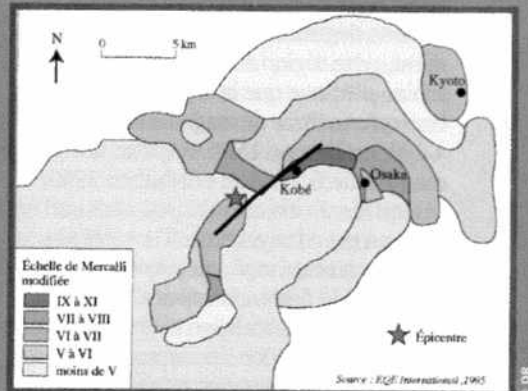 N
0 5 km
Kyoto
Kobé
Osaka
Échelle de Mercalli
modifiée
IX à XI
VII à VIII
VI à VII
V à VI
moins de V
Épicentre
Source : EQE International ,1995